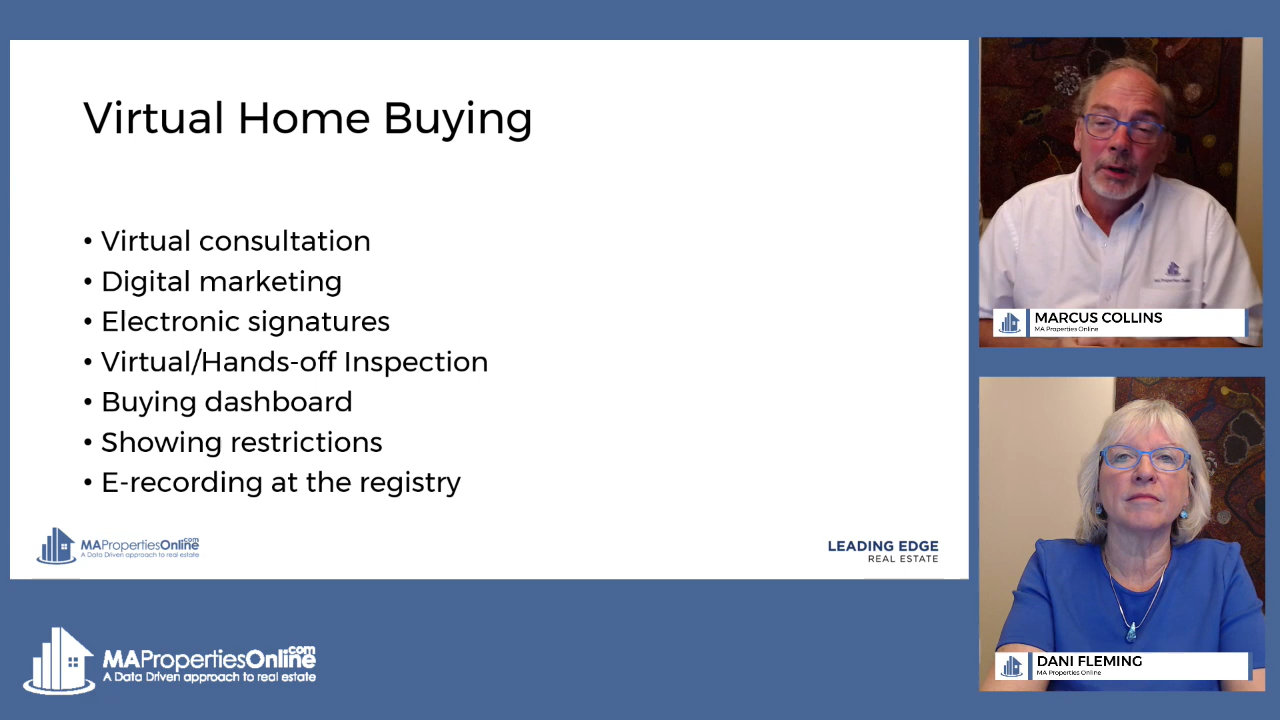 Virtual Home Buying
• Virtual consultation
• Digital marketing
• Electronic signatures
• Virtual/Hands-off Inspection
• Buying dashboard
• Showing restrictions
• E-recording at the registry
MAPropertiesOnline.com
A Data Driven approach to real estate
LEADING EDGE
REAL ESTATE
MAPropertiesOnline.com
A Data Driven approach to real estate
MARCUS COLLINS
MA Properties Online
DANI FLEMING
MA Properties Online